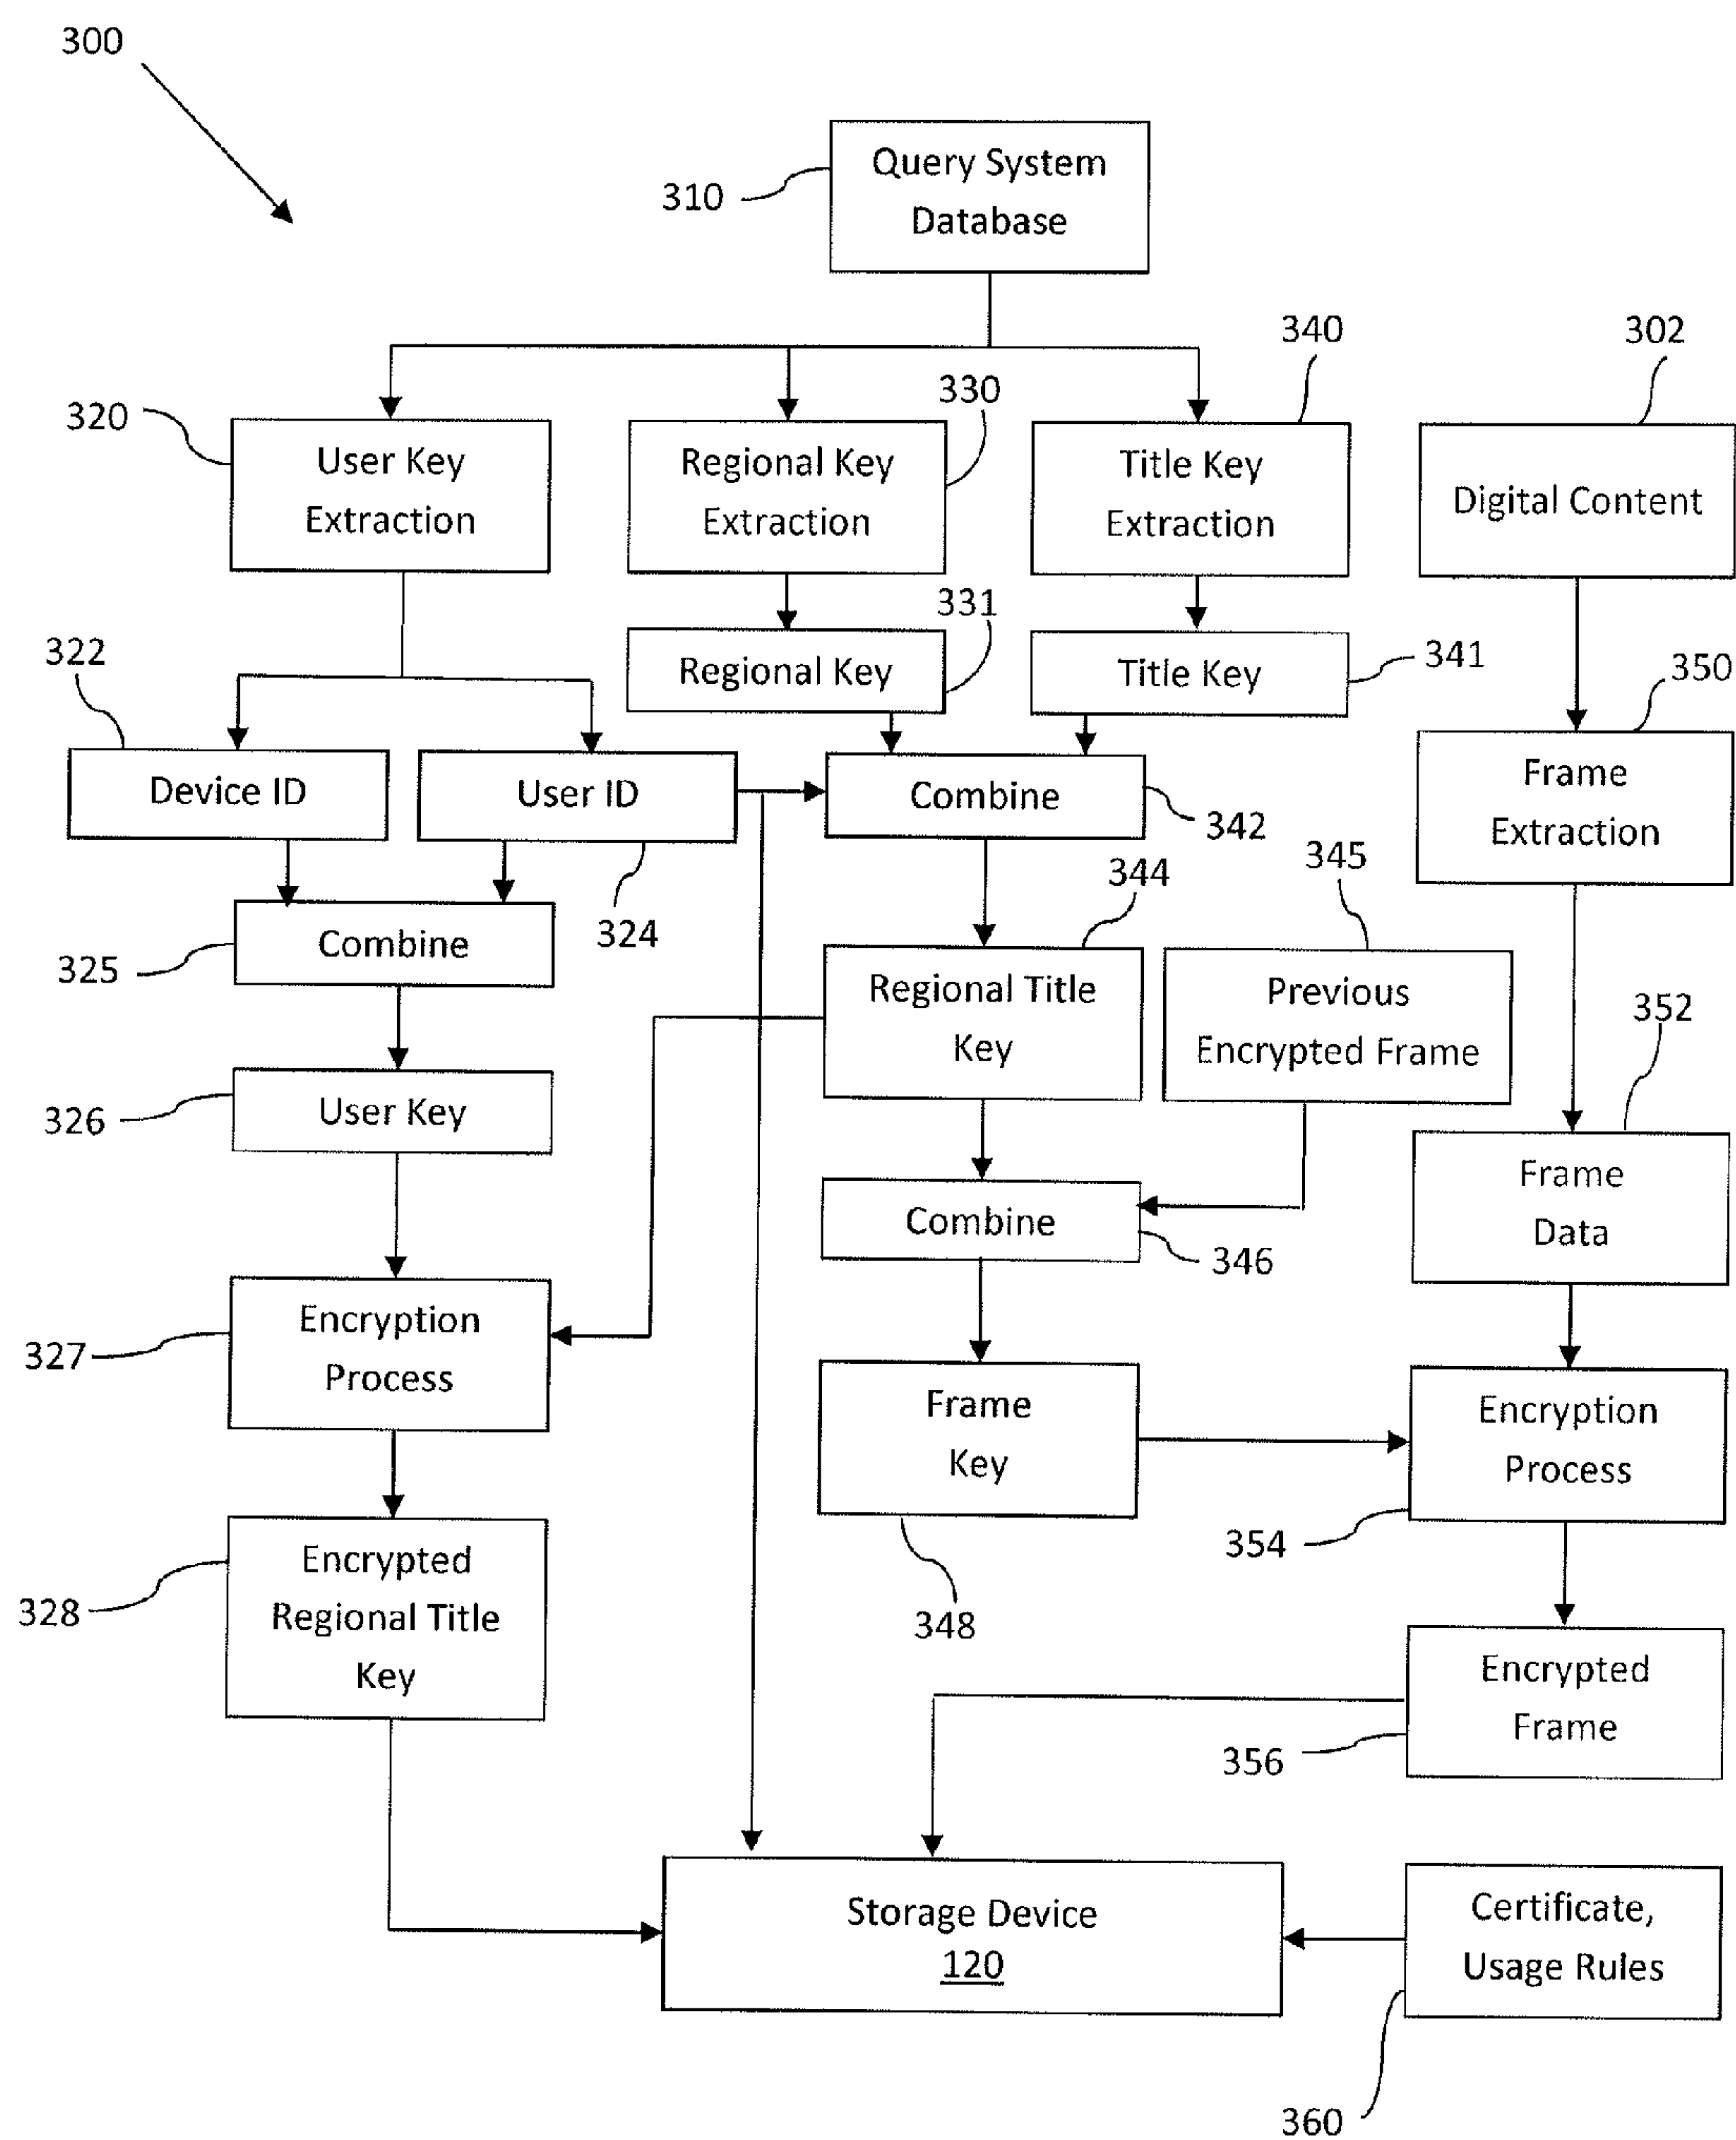 300
Query System
Database
310
340
302
330
320
User Key
Extraction
Regional Key
Extraction
Title Key
Extraction
Digital Content
331
322
Regional Key
Title Key
341
350
Device ID
User ID
Combine
342
Frame
Extraction
345
344
324
Combine
325
Regional Title
Key
Previous
Encrypted Frame
352
326
User Key
Frame
Data
Combine
346
Encryption
Process
327
Frame
Key
Encryption
Process
354
Encrypted
Regional Title
Key
328
348
Encrypted
Frame
356
Storage Device
120
Certificate,
Usage Rules
360